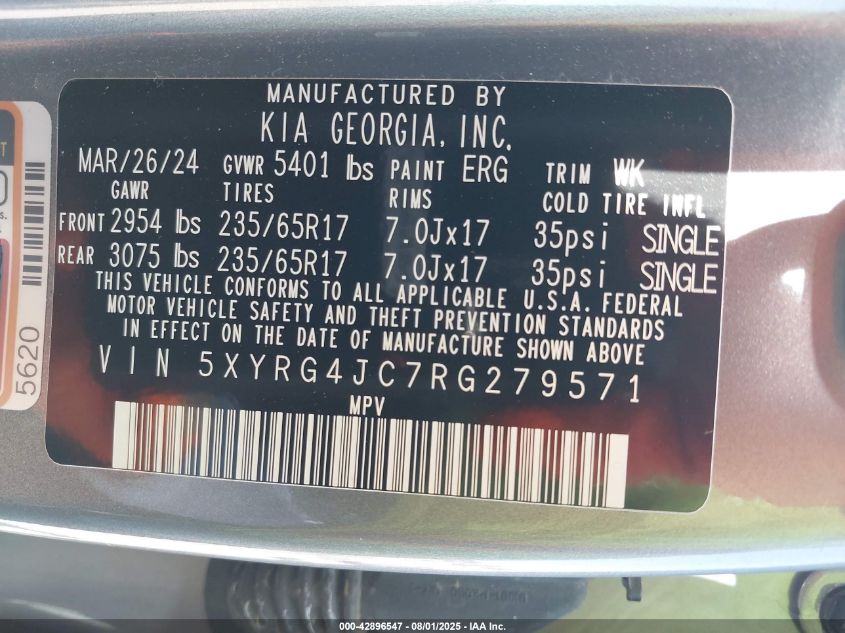 MANUFACTURED BY
KIA GEORGIA, INC.
MAR/26/24 GVWR 5401 lbs PAINT ERG TRIM WK
GAWR TIRES RIMS COLD TIRE INFL
FRONT 2954 lbs 235/65R17 7.0Jx17 35psi SINGLE
REAR 3075 lbs 235/65R17 7.0Jx17 35psi SINGLE
THIS VEHICLE CONFORMS TO ALL APPLICABLE U.S.A. FEDERAL
MOTOR VEHICLE SAFETY AND THEFT PREVENTION STANDARDS
IN EFFECT ON THE DATE OF MANUFACTURE SHOWN ABOVE
VIN 5XYRG4JC7RG279571
MPV
5620
000-42896547 - 08/01/2025 - IAA Inc.